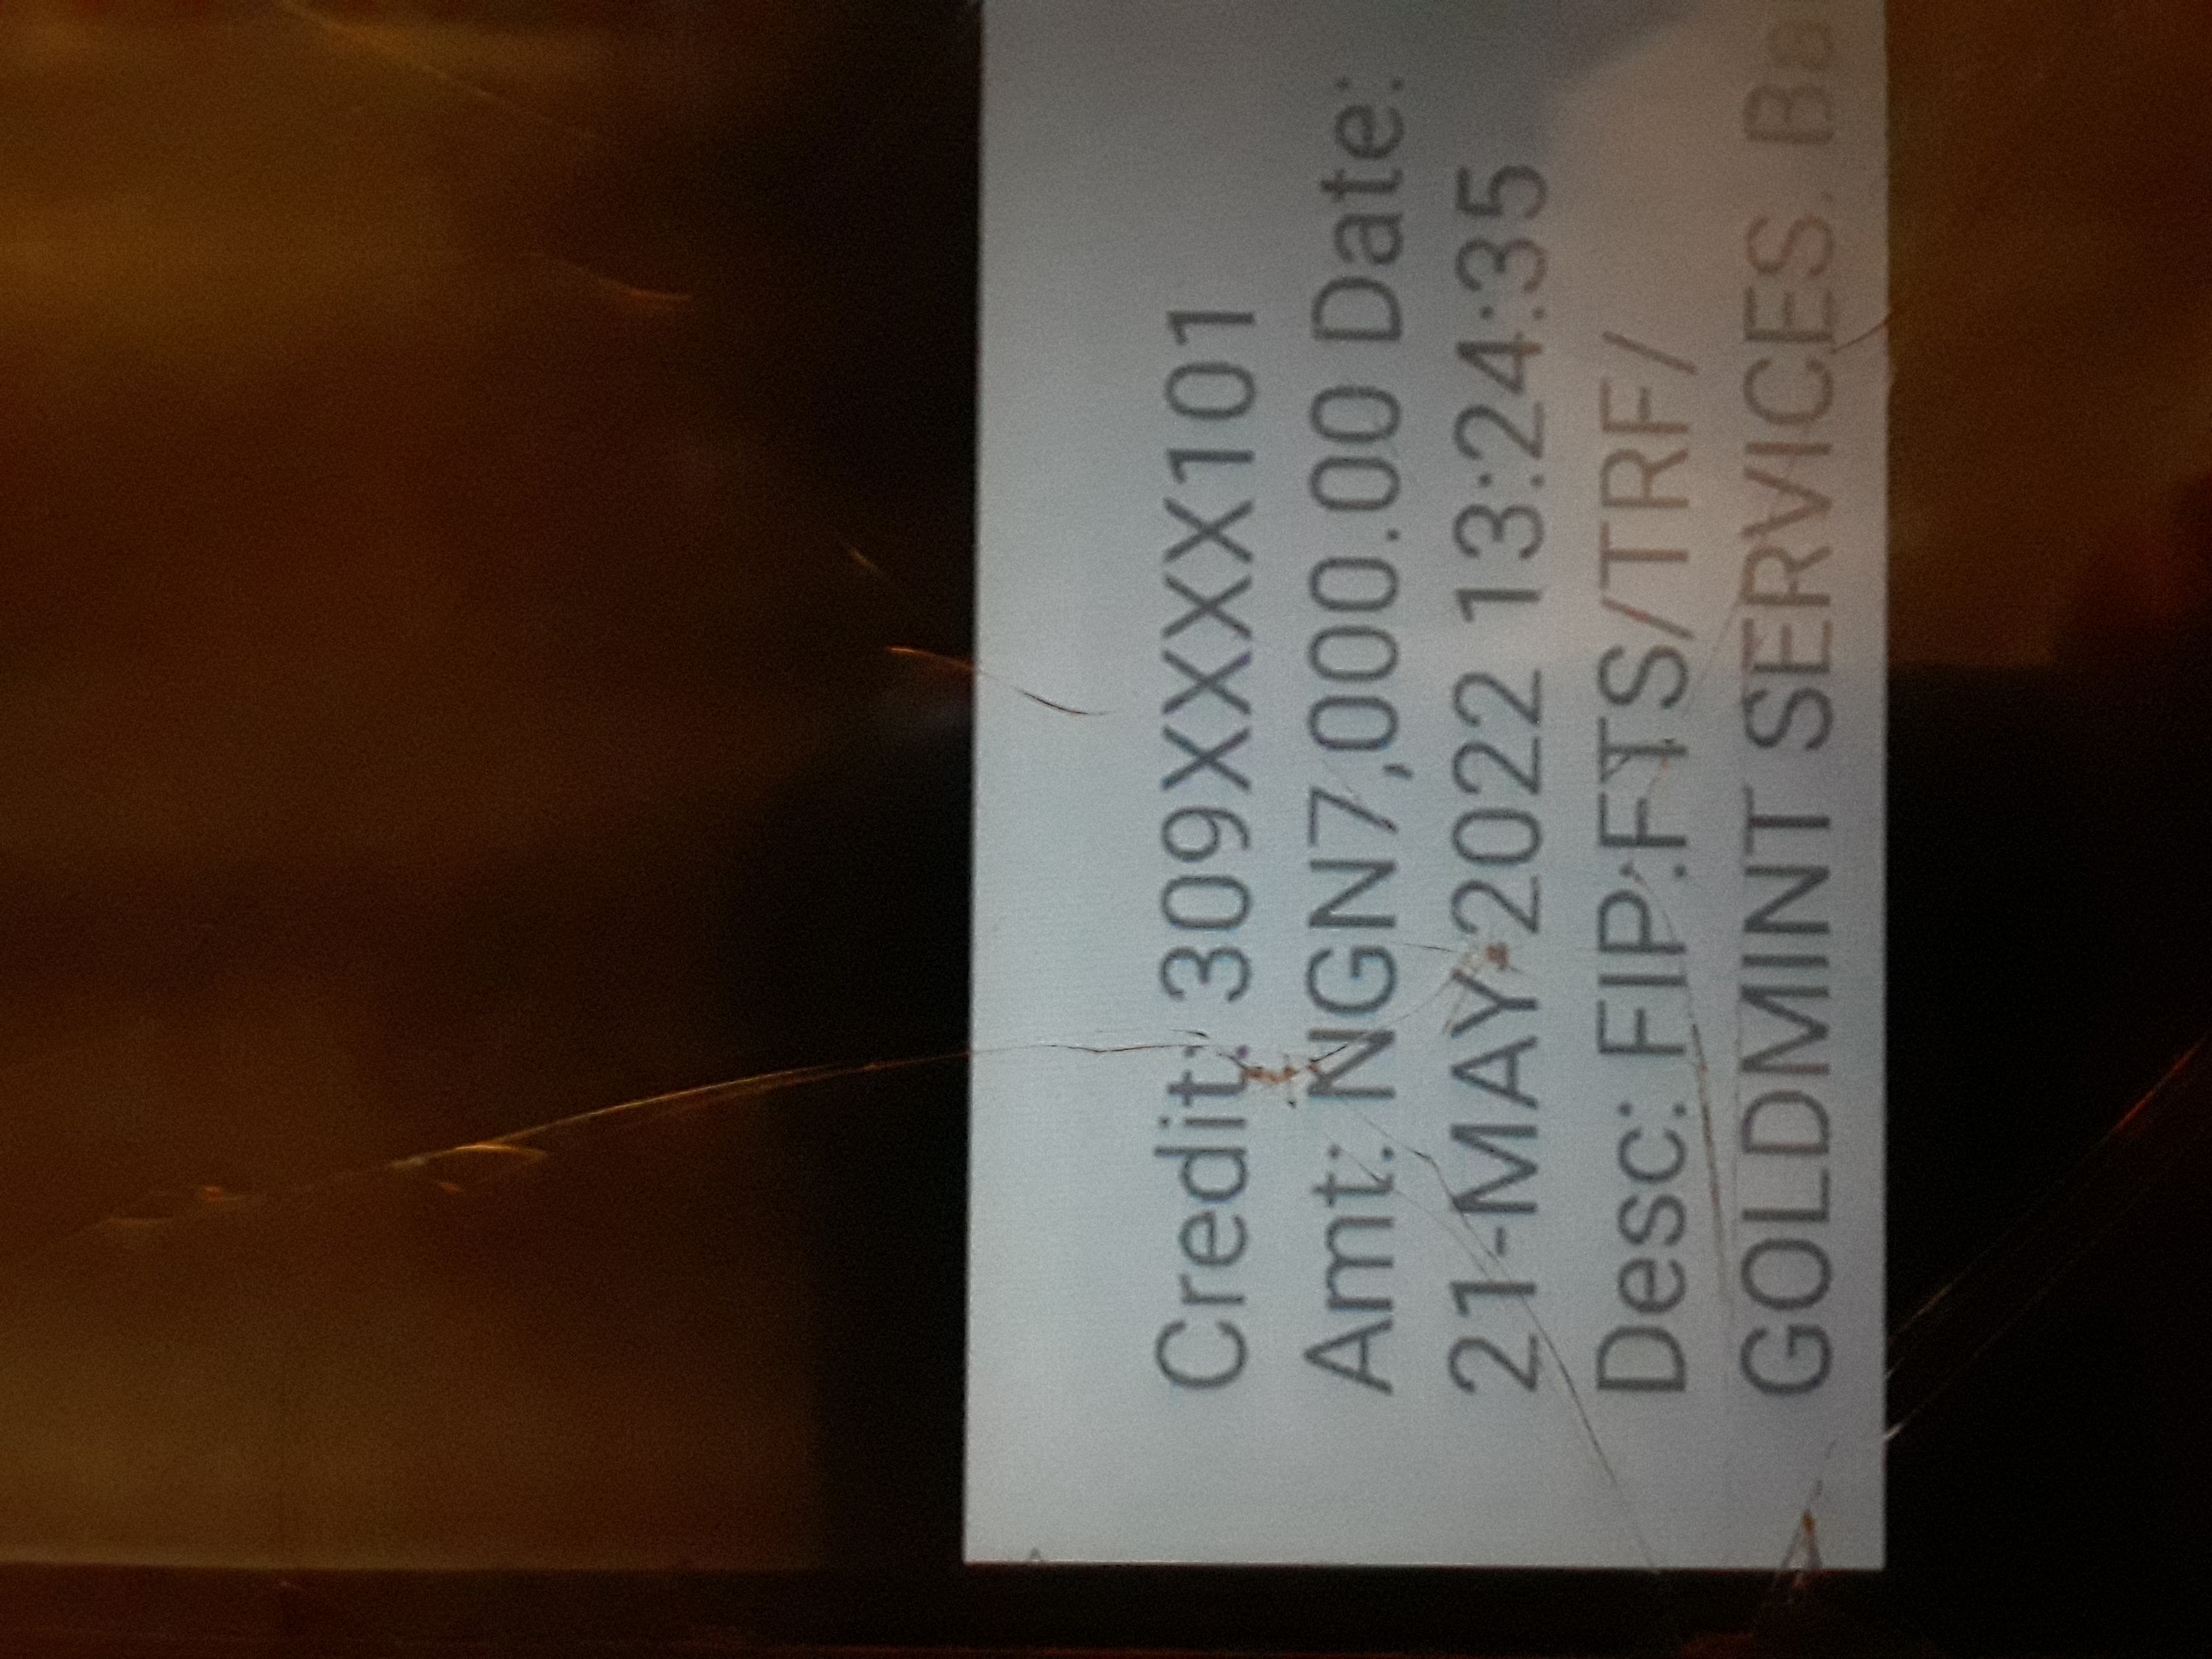 Credit: 309XXXX101
Amt: NGN7,000.00 Date:
21-MAY-2022 13:24:35
Desc: FIP:FTS/TRF/
GOLDMINT SERVICES. Ba